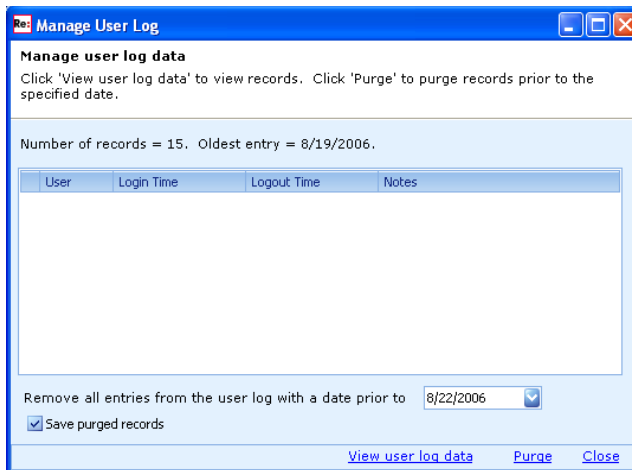 Re: Manage User Log
Manage user log data
Click 'View user log data' to view records.  Click 'Purge' to purge records prior to the
specified date.
Number of records = 15.  Oldest entry = 8/19/2006.
User Login Time Logout Time Notes
Remove all entries from the user log with a date prior to 8/22/2006
Save purged records
View user log data Purge Close